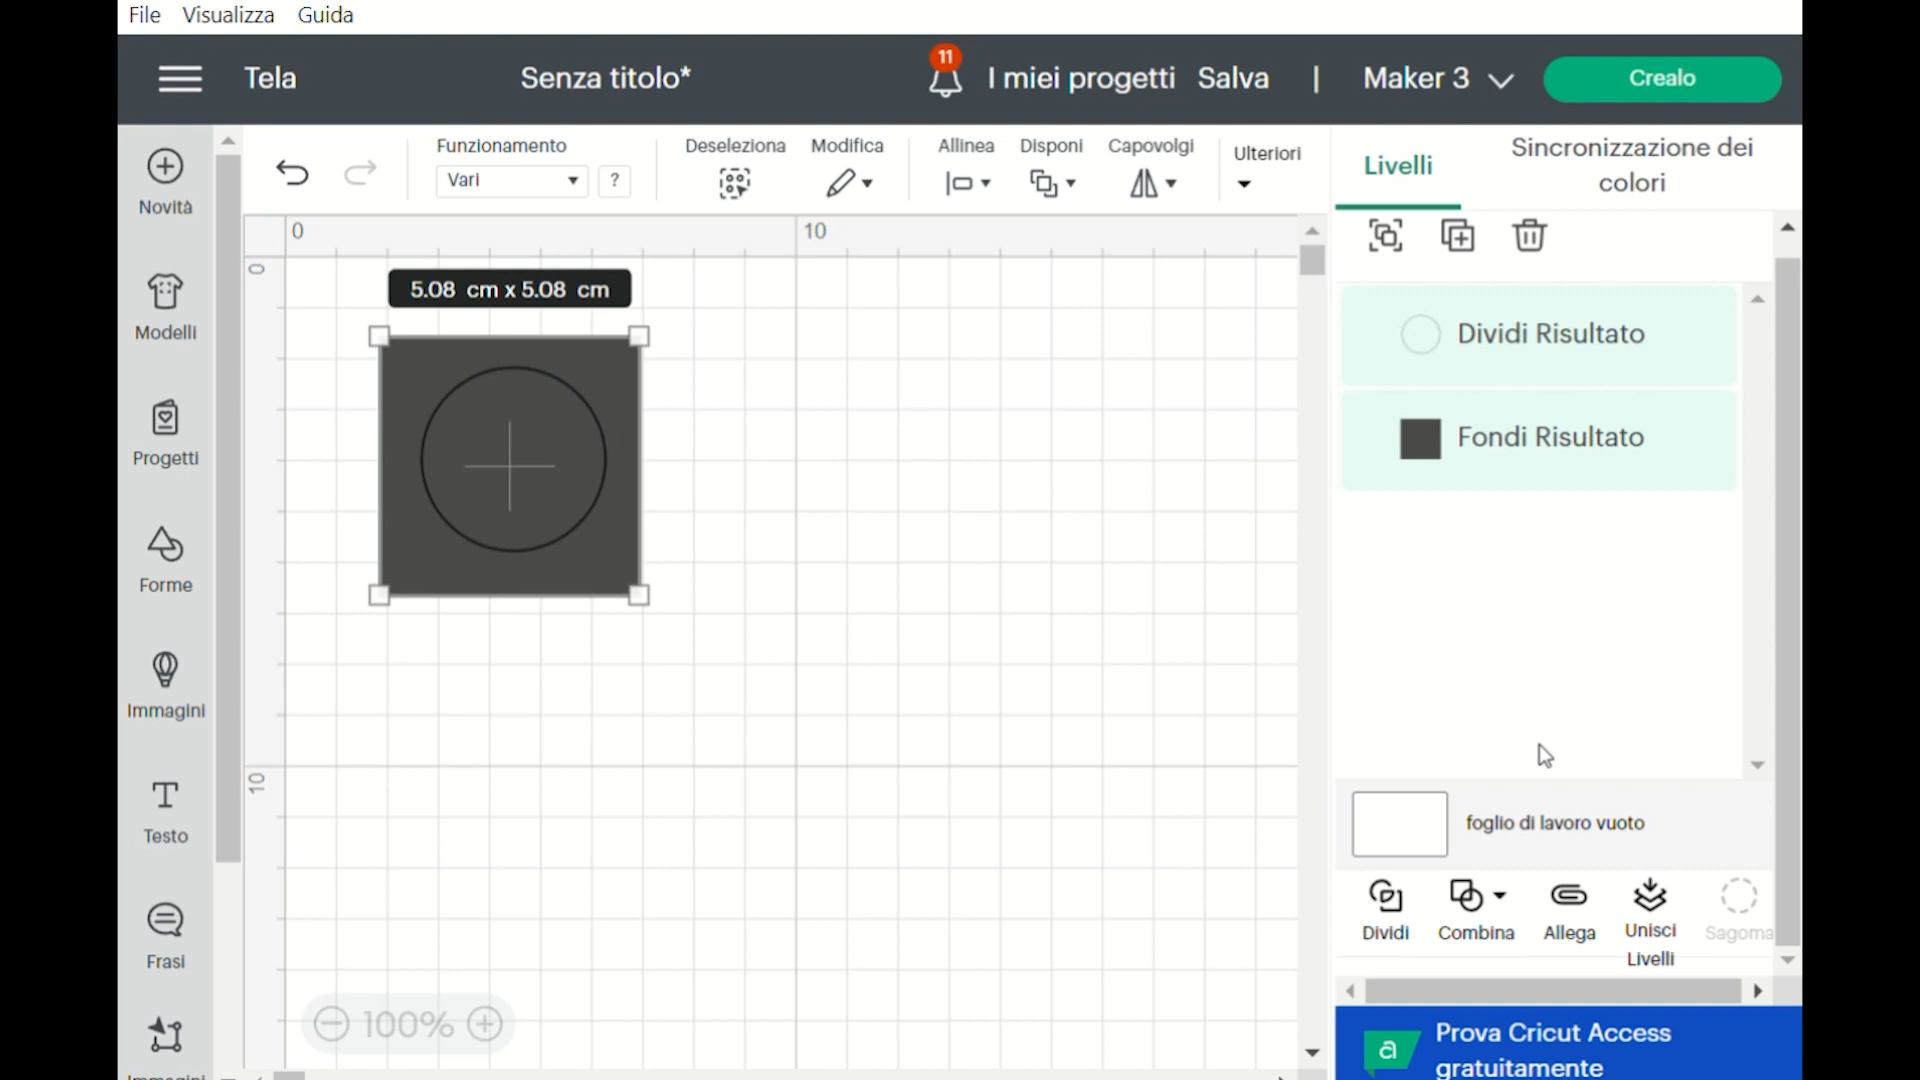 File Visualizza Guida
Tela Senza titolo* 11 I miei progetti Salva | Maker 3 Crealo
Novità
Modelli
Progetti
Forme
Immagini
Testo
Frasi
Funzionamento
Vari ?
Deseleziona Modifica Allinea Disponi Capovolgi Ulteriori
0 10
0
10
5.08 cm x 5.08 cm
100%
Livelli
Sincronizzazione dei
colori
Dividi Risultato
Fondi Risultato
foglio di lavoro vuoto
Dividi Combina Allega Unisci
Livelli Sagoma
a
Prova Cricut Access
gratuitamente